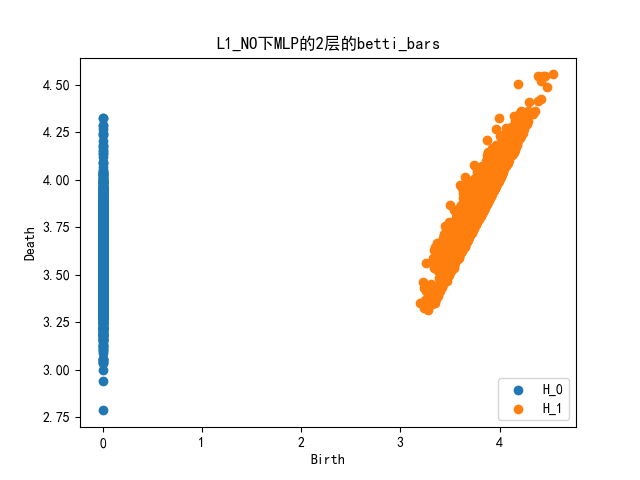 L1_NO下MLP的2层的betti_bars
4.50
4.25
4.00
3.75
3.50
3.25
3.00
2.75
Death
0 1 2 3 4
Birth
H_0
H_1